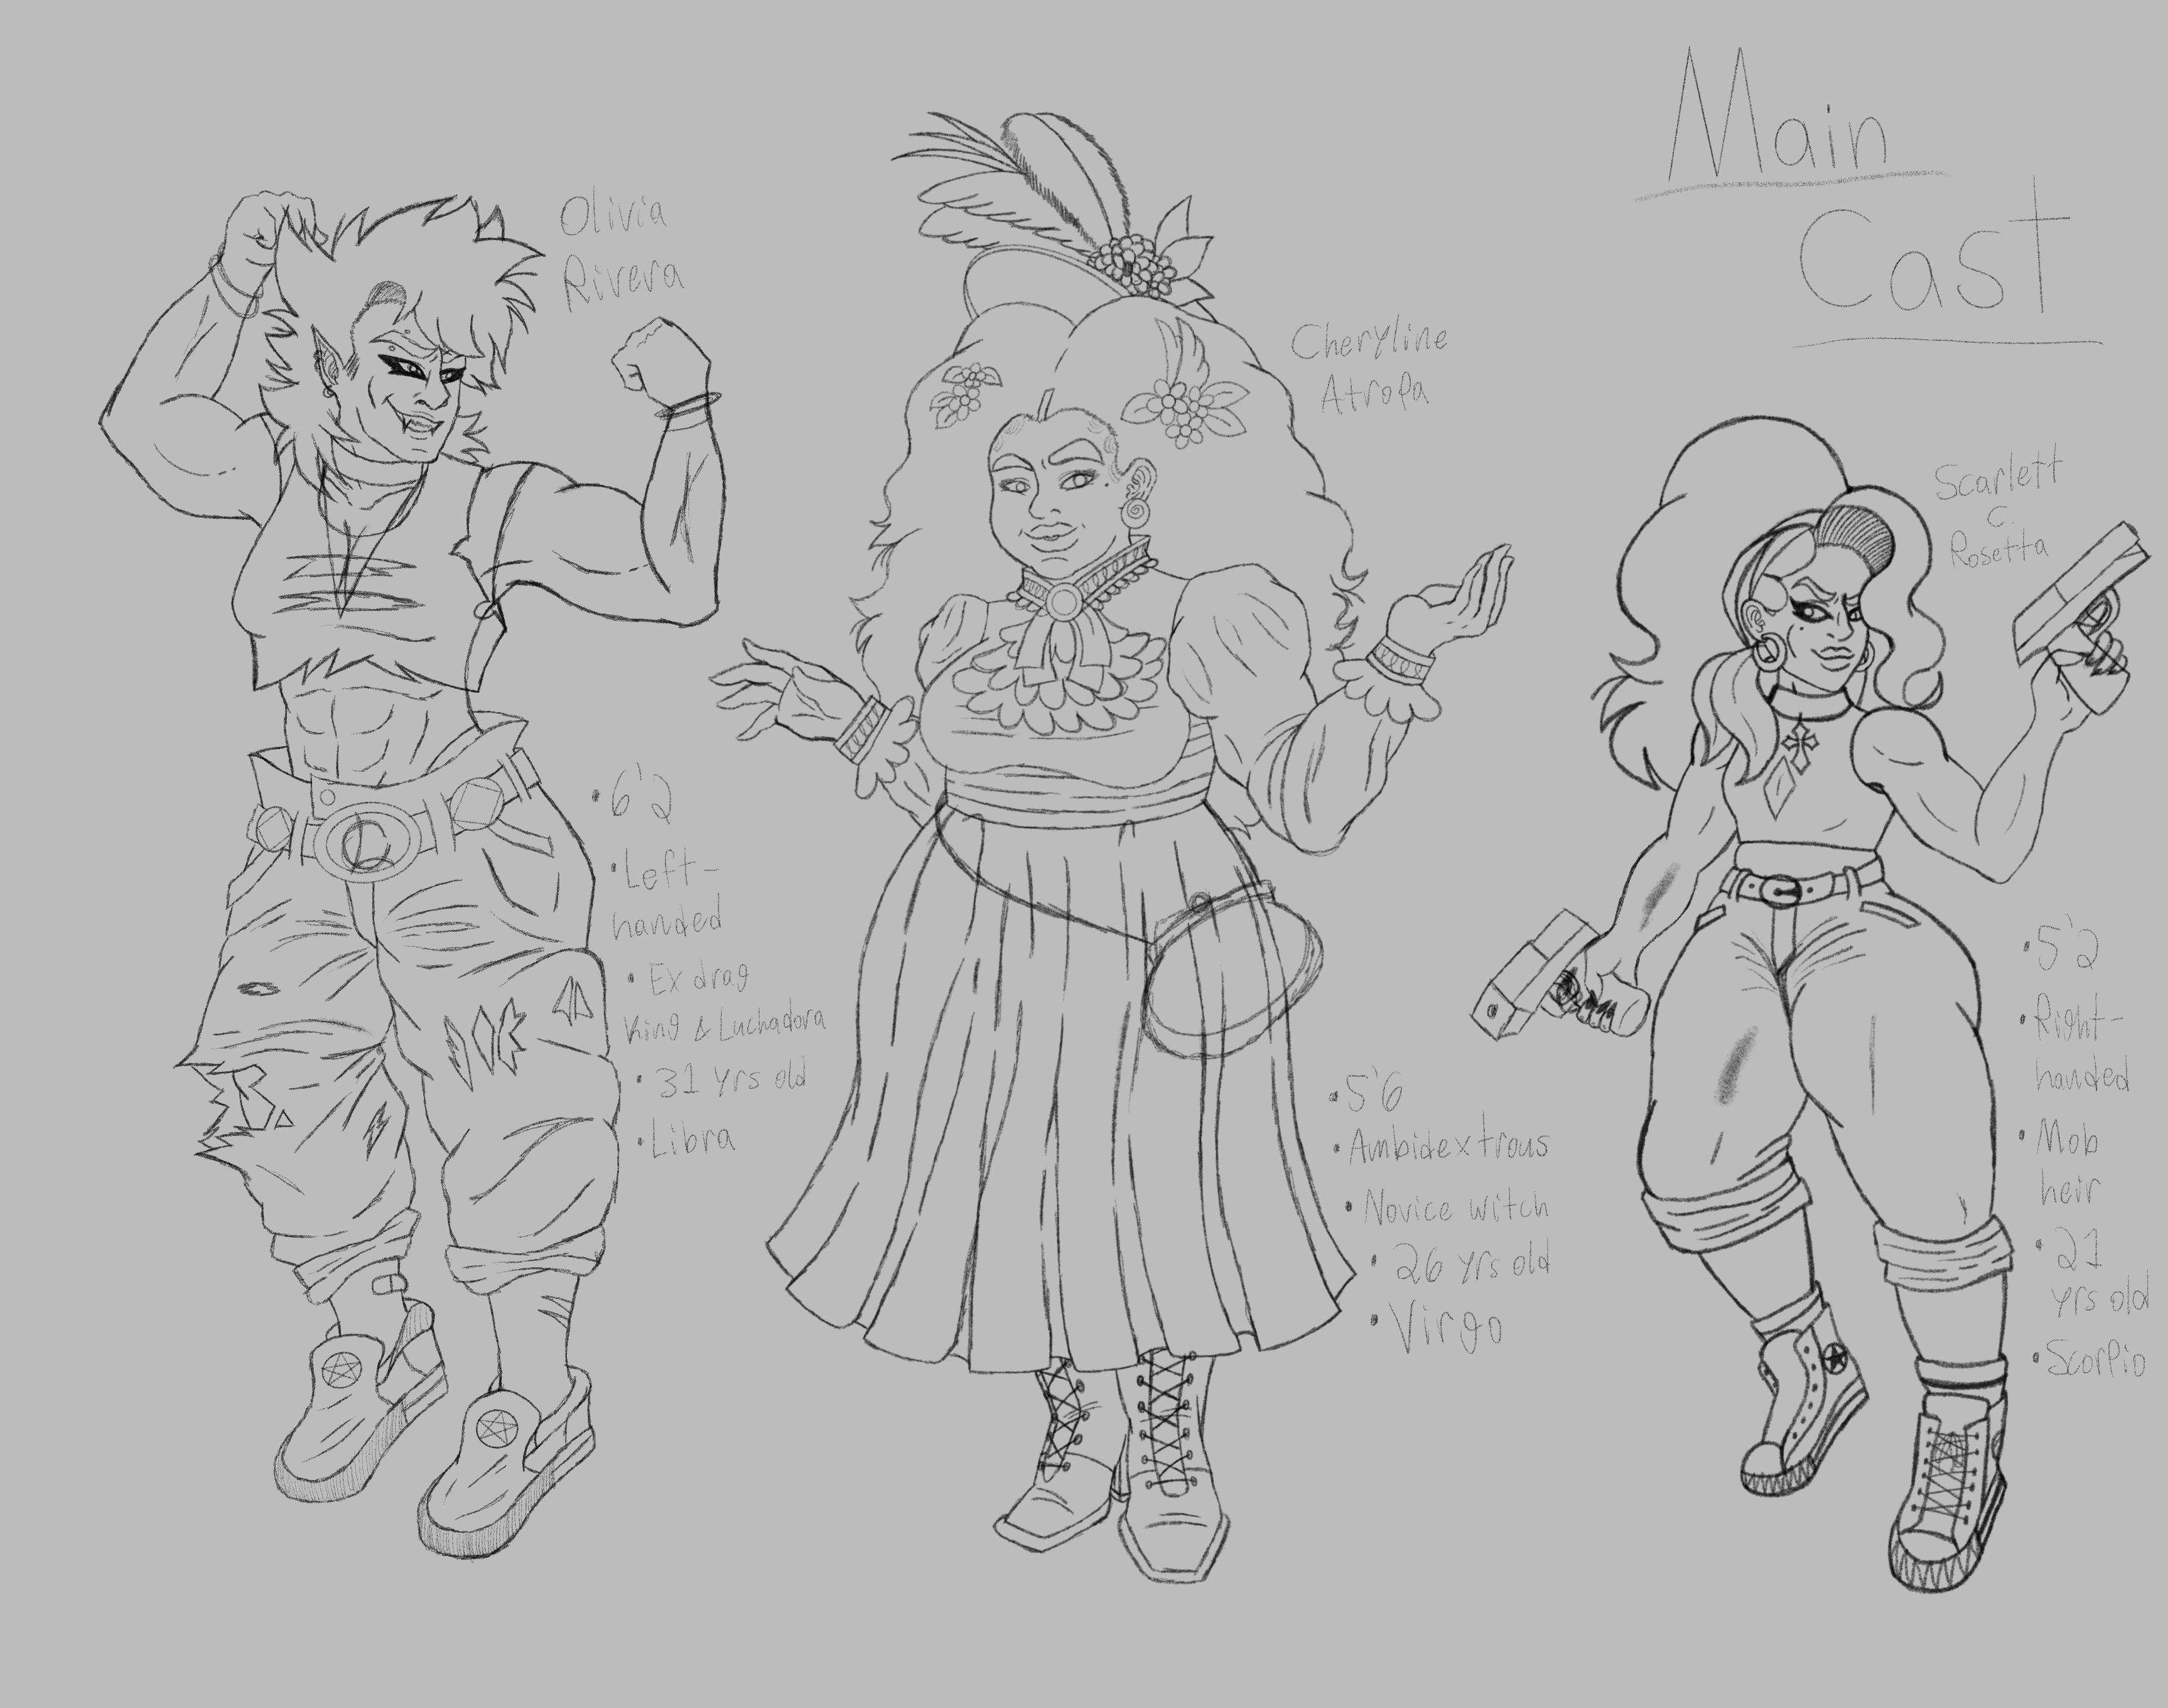 Main
Cast
Olivia
Rivera
• 6'2
• Left-
handed
• Ex drag
King & Luchadora
• 31 yrs old
• Libra
Cheryline
Atropa
• 5'6
• Ambidextrous
• Novice witch
• 26 yrs old
• Virgo
Scarlett
C.
Rosetta
• 5'2
• Right-
handed
• Mob
heir
• 21
yrs old
• Scorpio